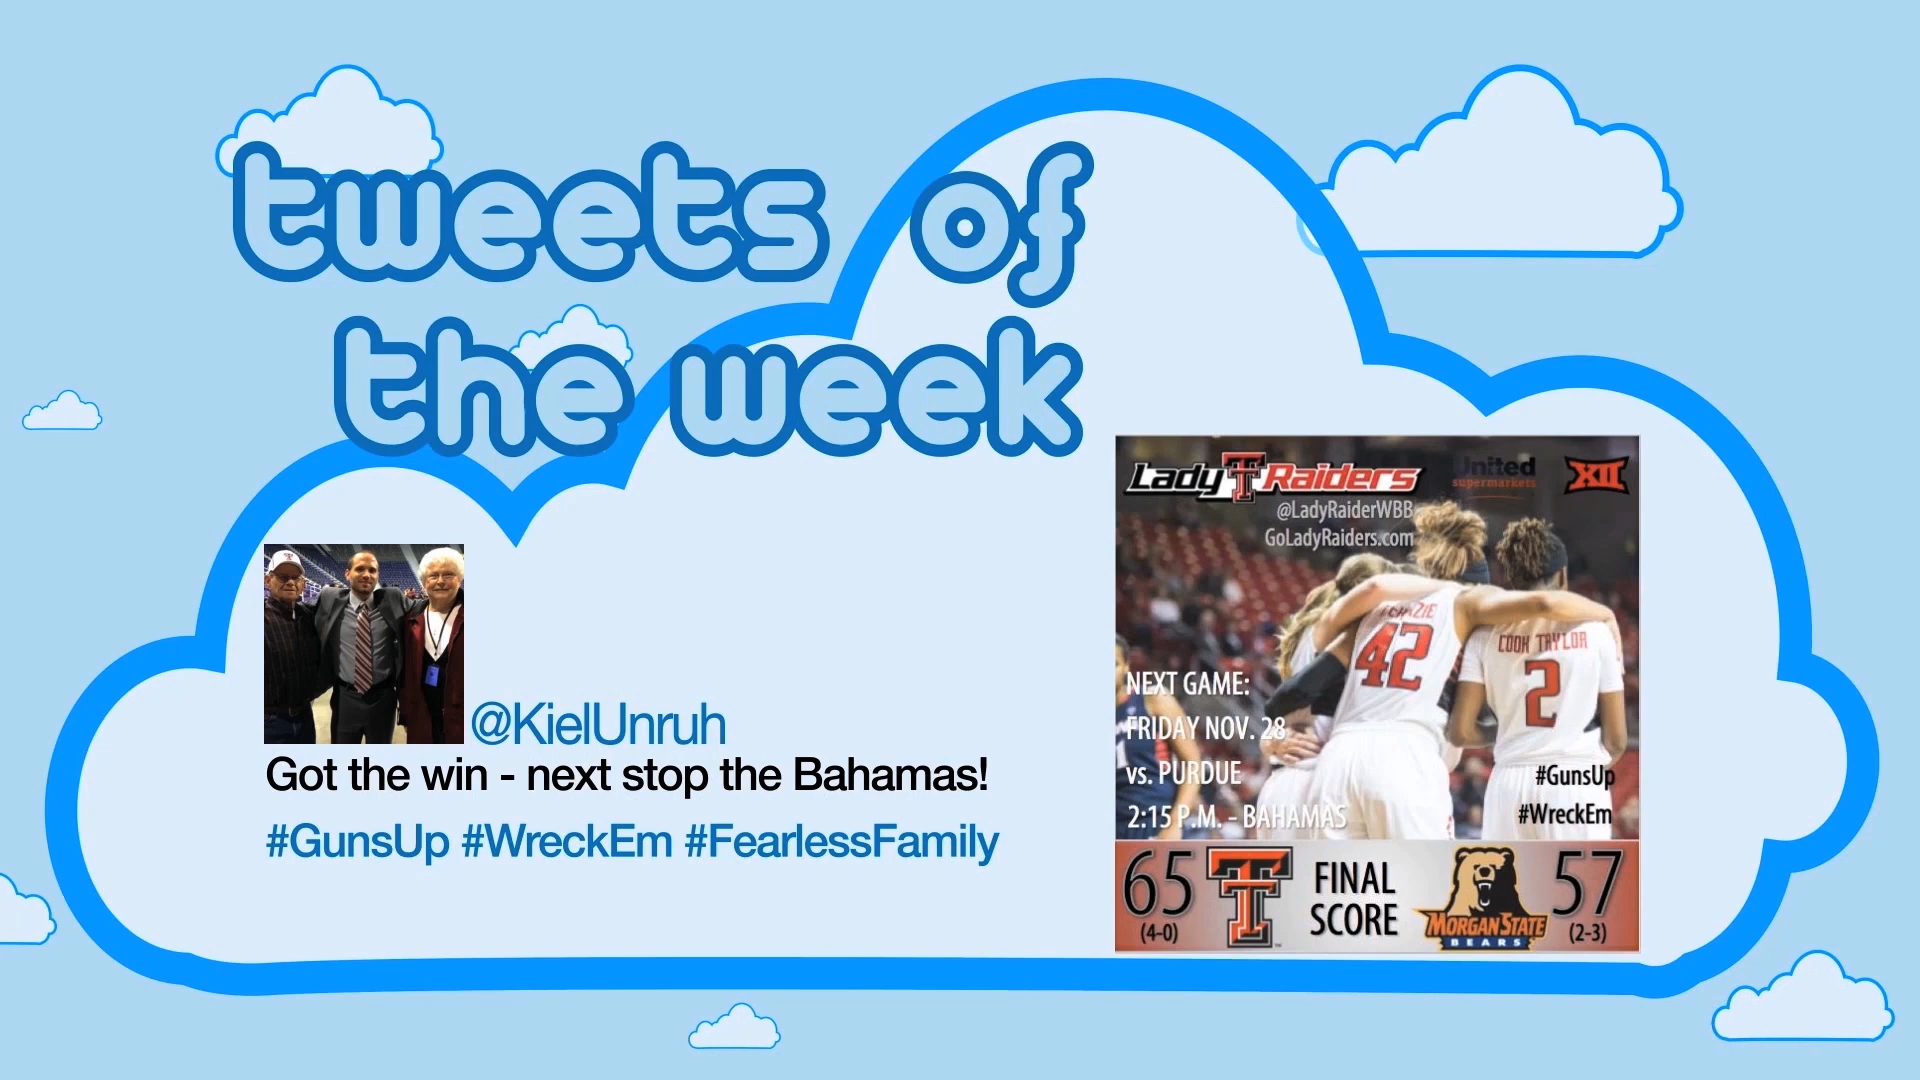 tweets of
the week
@KielUnruh
Got the win - next stop the Bahamas!
#GunsUp #WreckEm #FearlessFamily
Lady T Raiders
United
supermarkets
XII
@LadyRaiderWBB
GoLadyRaiders.com
42
COOK TAYLOR
2
NEXT GAME:
FRIDAY NOV. 28
vs. PURDUE
2:15 P.M. - BAHAMAS
#GunsUp
#WreckEm
65
(4-0)
FINAL
SCORE
MORGAN STATE
BEARS
57
(2-3)